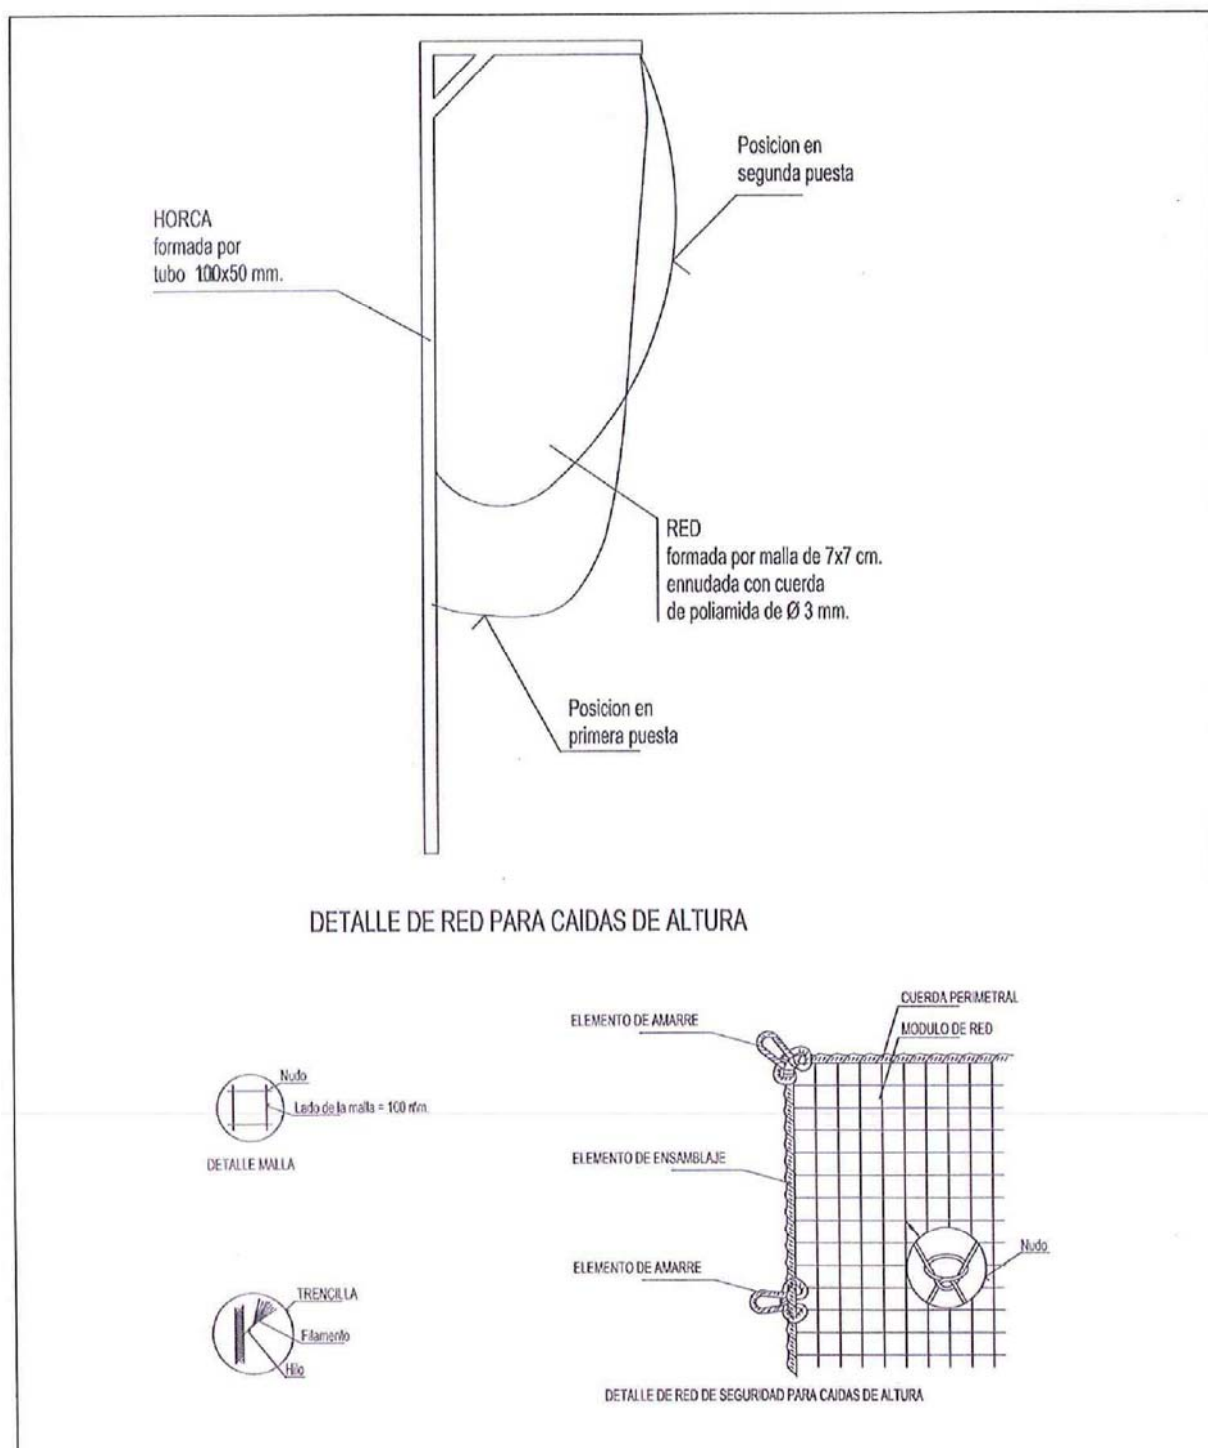 Posicion en
segunda puesta
HORCA
formada por
tubo 100x50 mm.
RED
formada por malla de 7x7 cm.
ennudada con cuerda
de poliamida de Ø 3 mm.
Posicion en
primera puesta
DETALLE DE RED PARA CAIDAS DE ALTURA
CUERDA PERIMETRAL
ELEMENTO DE AMARRE
MODULO DE RED
Nudo
Lado de la malla = 100 mm.
DETALLE MALLA
ELEMENTO DE ENSAMBLAJE
Nudo
ELEMENTO DE AMARRE
TRENCILLA
Filamento
Hilo
DETALLE DE RED DE SEGURIDAD PARA CAIDAS DE ALTURA